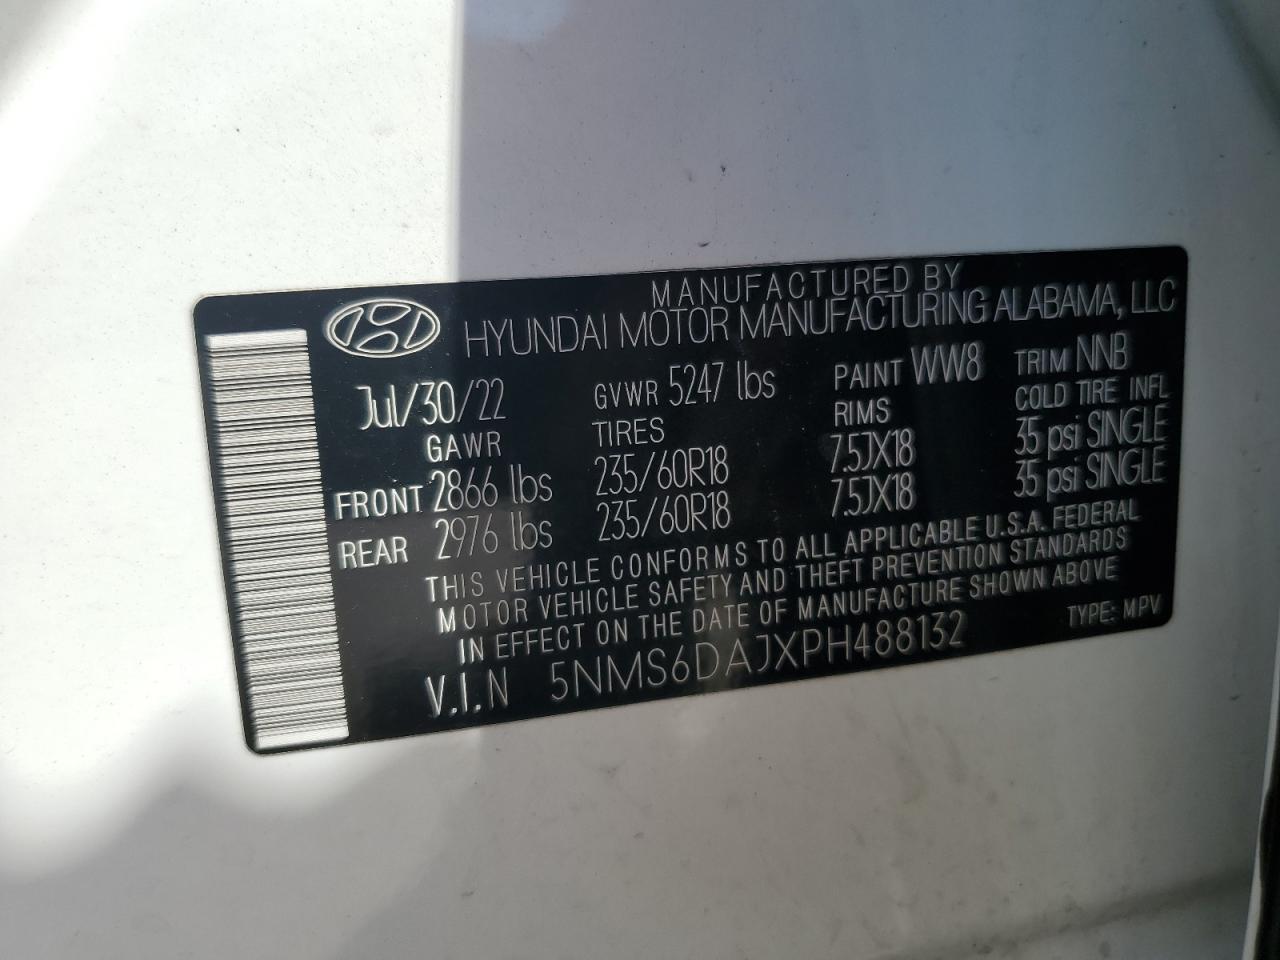 MANUFACTURED BY
HYUNDAI MOTOR MANUFACTURING ALABAMA, LLC
Jul/30/22 GVWR 5247 lbs PAINT WW8 TRIM NNB
GAWR TIRES RIMS COLD TIRE INFL
FRONT 2866 lbs 235/60R18 7.5JX18 35 psi SINGLE
REAR 2976 lbs 235/60R18 7.5JX18 35 psi SINGLE
THIS VEHICLE CONFORMS TO ALL APPLICABLE U.S.A. FEDERAL
MOTOR VEHICLE SAFETY AND THEFT PREVENTION STANDARDS
IN EFFECT ON THE DATE OF MANUFACTURE SHOWN ABOVE
V.I.N 5NMS6DAJXPH488132 TYPE: MPV